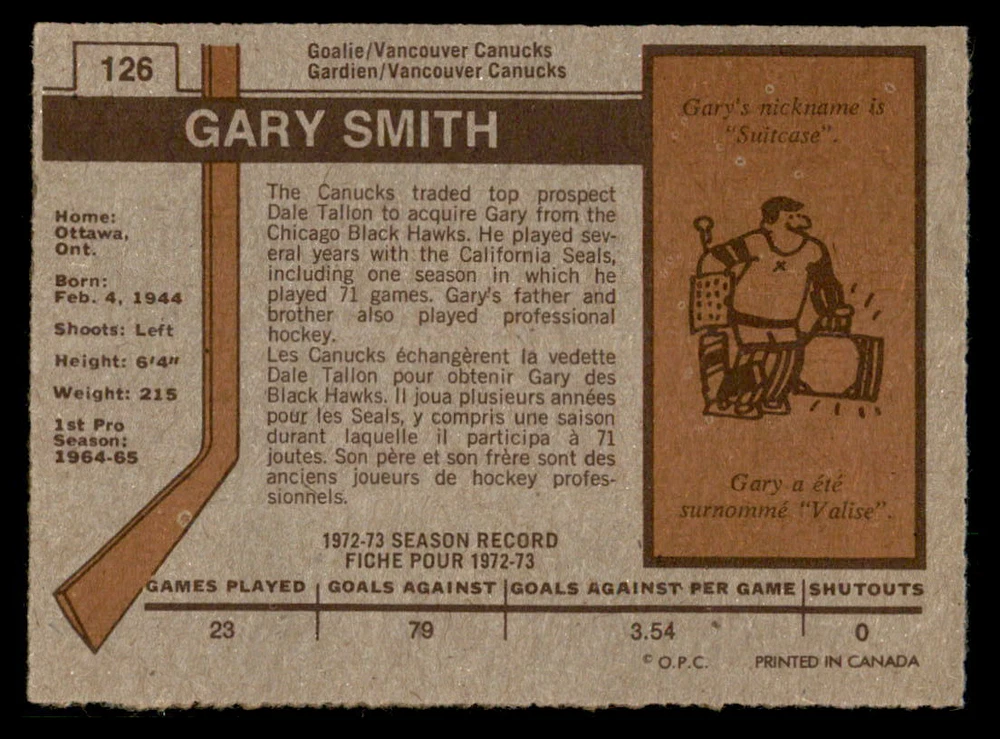 126
Goalie/Vancouver Canucks
Gardien/Vancouver Canucks
GARY SMITH
Home:
Ottawa,
Ont.
Born:
Feb. 4, 1944
Shoots: Left
Height: 6'4"
Weight: 215
1st Pro
Season:
1964-65
The Canucks traded top prospect
Dale Tallon to acquire Gary from the
Chicago Black Hawks. He played sev-
eral years with the California Seals,
including one season in which he
played 71 games. Gary's father and
brother also played professional
hockey.
Les Canucks échangèrent la vedette
Dale Tallon pour obtenir Gary des
Black Hawks. Il joua plusieurs années
pour les Seals, y compris une saison
durant laquelle il participa à 71
joutes. Son père et son frère sont des
anciens joueurs de hockey profes-
sionnels.
Gary's nickname is
"Suitcase".
Gary a été
surnommé "Valise".
1972-73 SEASON RECORD
FICHE POUR 1972-73
GAMES PLAYED GOALS AGAINST GOALS AGAINST PER GAME SHUTOUTS
23 79 3.54 0
© O.P.C. PRINTED IN CANADA